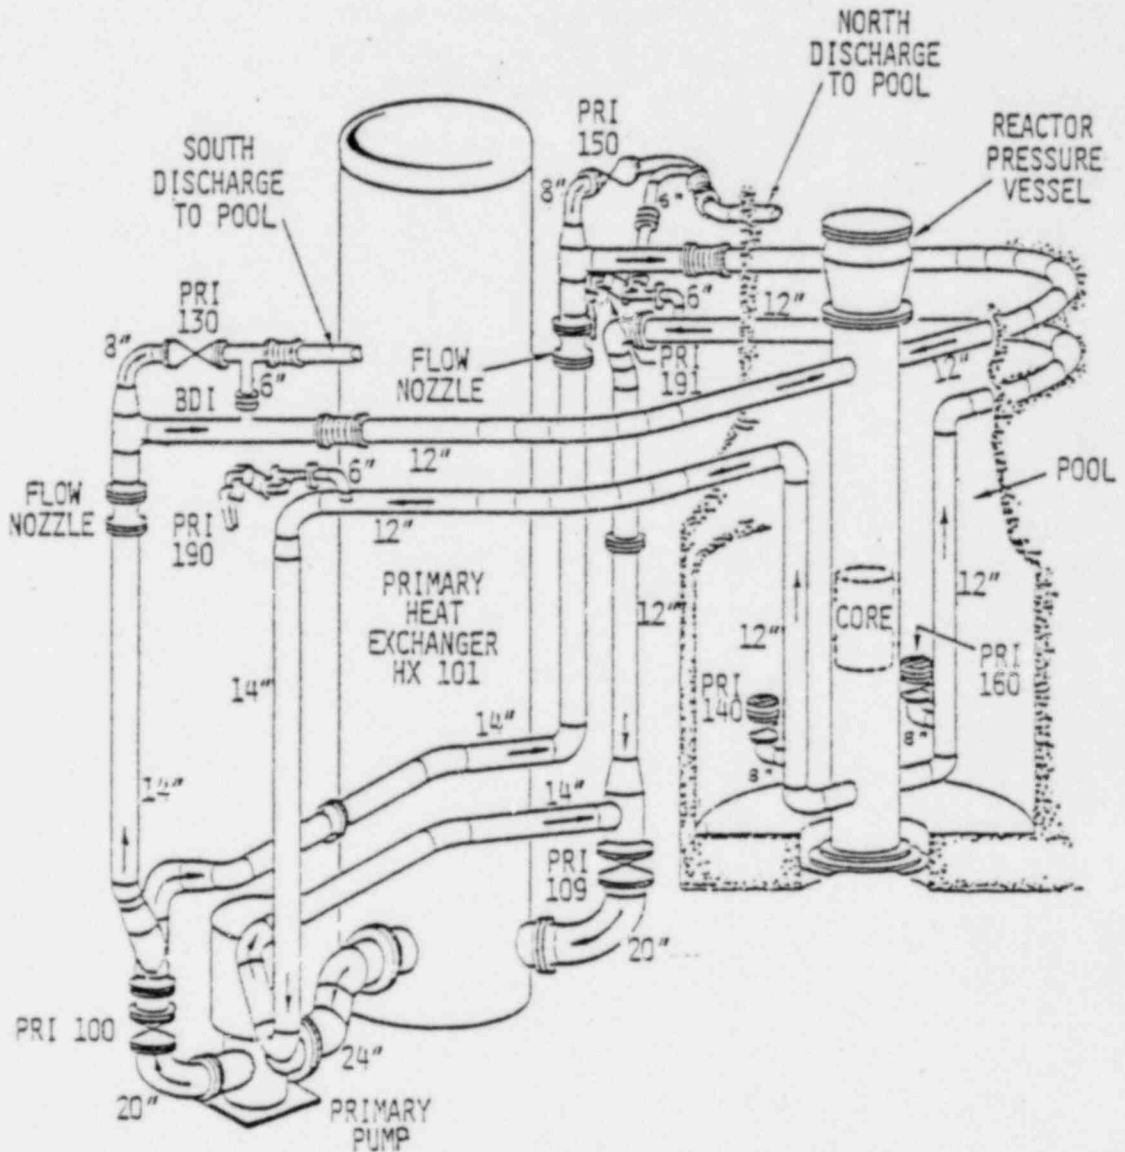 NORTH
DISCHARGE
TO POOL
PRI
150
REACTOR
PRESSURE
VESSEL
SOUTH
DISCHARGE
TO POOL
8"
6"
PRI
130
8"
6"
12"
6"
BDI
FLOW
NOZZLE
PRI
191
12"
12"
6"
POOL
FLOW
NOZZLE
PRI
190
12"
PRIMARY
HEAT
EXCHANGER
HX 101
12"
12"
CORE
12"
PRI
160
14"
PRI
140
8"
8"
14"
14"
14"
PRI
109
20"
PRI 100
24"
20"
PRIMARY
PUMP